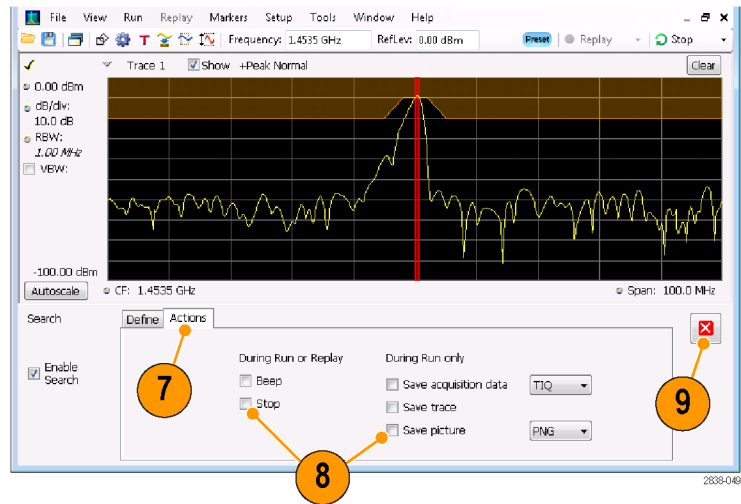 File View Run Replay Markers Setup Tools Window Help
T Frequency: 1.4535 GHz RefLev: 0.00 dBm Preset Replay Stop
Trace 1 Show +Peak Normal Clear
0.00 dBm
dB/div:
10.0 dB
RBW:
1.00 MHz
VBW:
-100.00 dBm
Autoscale CF: 1.4535 GHz Span: 100.0 MHz
Search Define Actions
During Run or Replay During Run only
Enable
Search
Beep Save acquisition data TIQ
Stop Save trace
Save picture PNG
7
8
9
2838-049